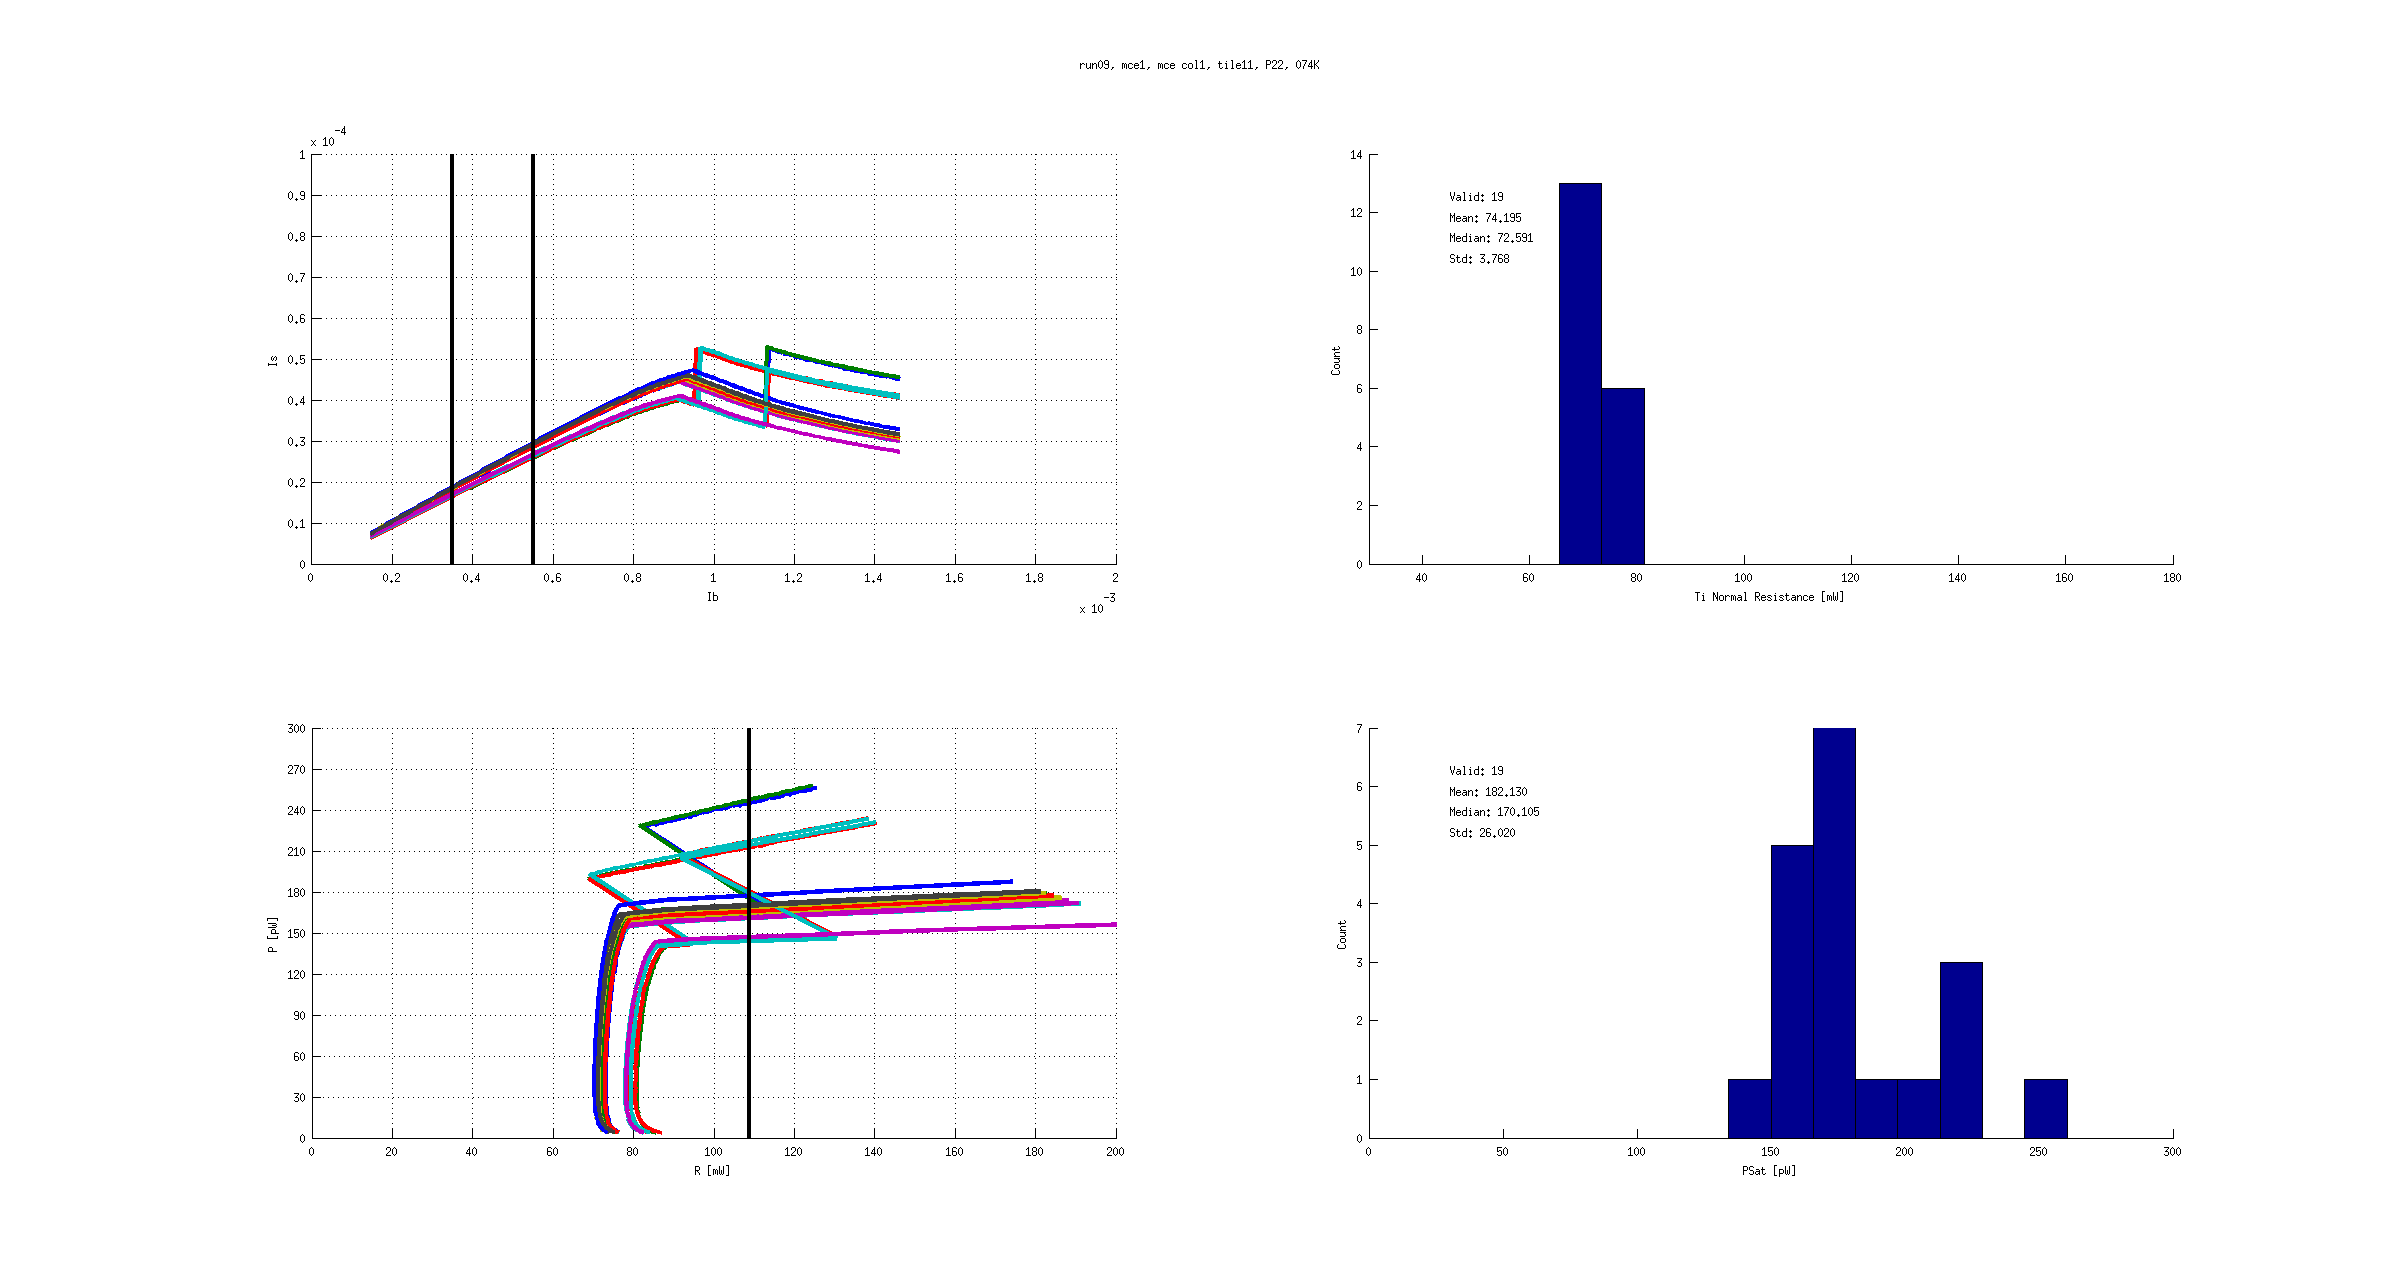 run09, mce1, mce col1, tile11, P22, 074K
x 10^-4
1
0.9
0.8
0.7
0.6
0.5
0.4
0.3
0.2
0.1
0
Is
0 0.2 0.4 0.6 0.8 1 1.2 1.4 1.6 1.8 2
Ib
x 10^-3
14
12
10
8
6
4
2
0
Count
Valid: 19
Mean: 74.195
Median: 72.591
Std: 3.768
40 60 80 100 120 140 160 180
Ti Normal Resistance [mW]
300
270
240
210
180
150
120
90
60
30
0
P [pW]
0 20 40 60 80 100 120 140 160 180 200
R [mW]
7
6
5
4
3
2
1
0
Count
Valid: 19
Mean: 182.130
Median: 170.105
Std: 26.020
0 50 100 150 200 250 300
PSat [pW]